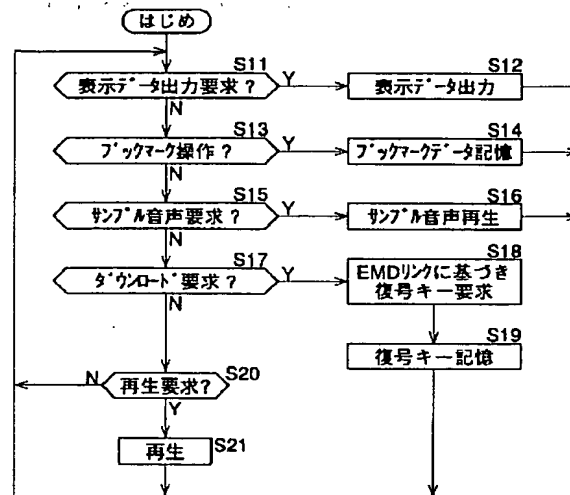 はじめ
S11
表示データ出力要求?
Y
N
S12
表示データ出力
S13
ブックマーク操作?
Y
N
S14
ブックマークデータ記憶
S15
サンプル音声要求?
Y
N
S16
サンプル音声再生
S17
ダウンロード要求?
Y
N
S18
EMDリンクに基づき
復号キー要求
S19
復号キー記憶
S20
再生要求?
N
Y
S21
再生